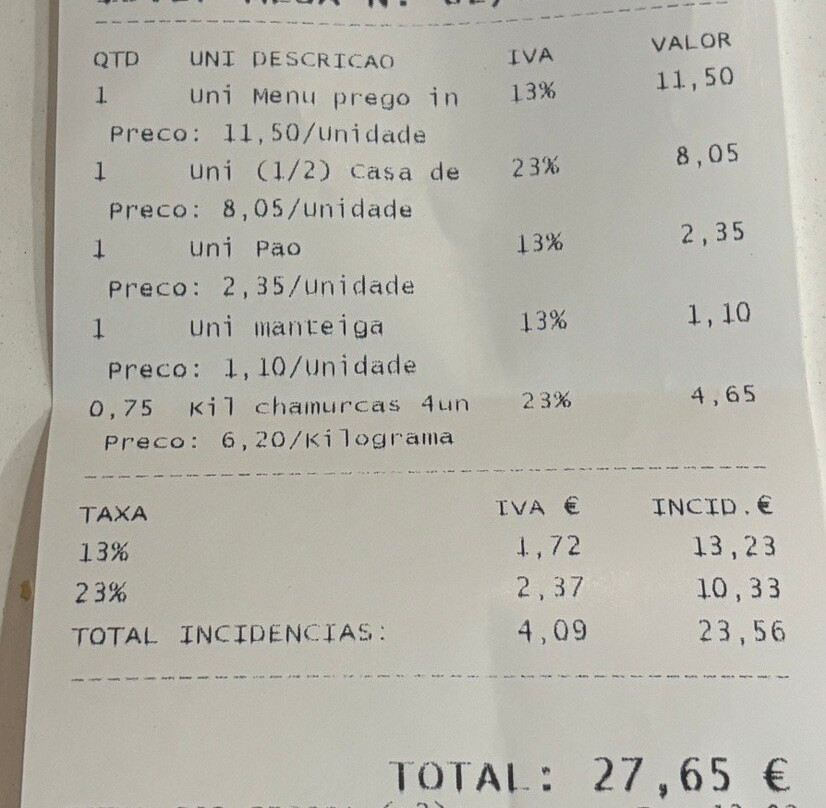 QTD UNI DESCRICAO IVA VALOR
1 Uni Menu prego in 13% 11,50
Preco: 11,50/Unidade
1 Uni (1/2) Casa de 23% 8,05
Preco: 8,05/Unidade
1 Uni Pao 13% 2,35
Preco: 2,35/Unidade
1 Uni manteiga 13% 1,10
Preco: 1,10/Unidade
0,75 Kil chamurcas 4un 23% 4,65
Preco: 6,20/Kilograma
TAXA IVA € INCID.€
13% 1,72 13,23
23% 2,37 10,33
TOTAL INCIDENCIAS: 4,09 23,56
TOTAL: 27,65 €